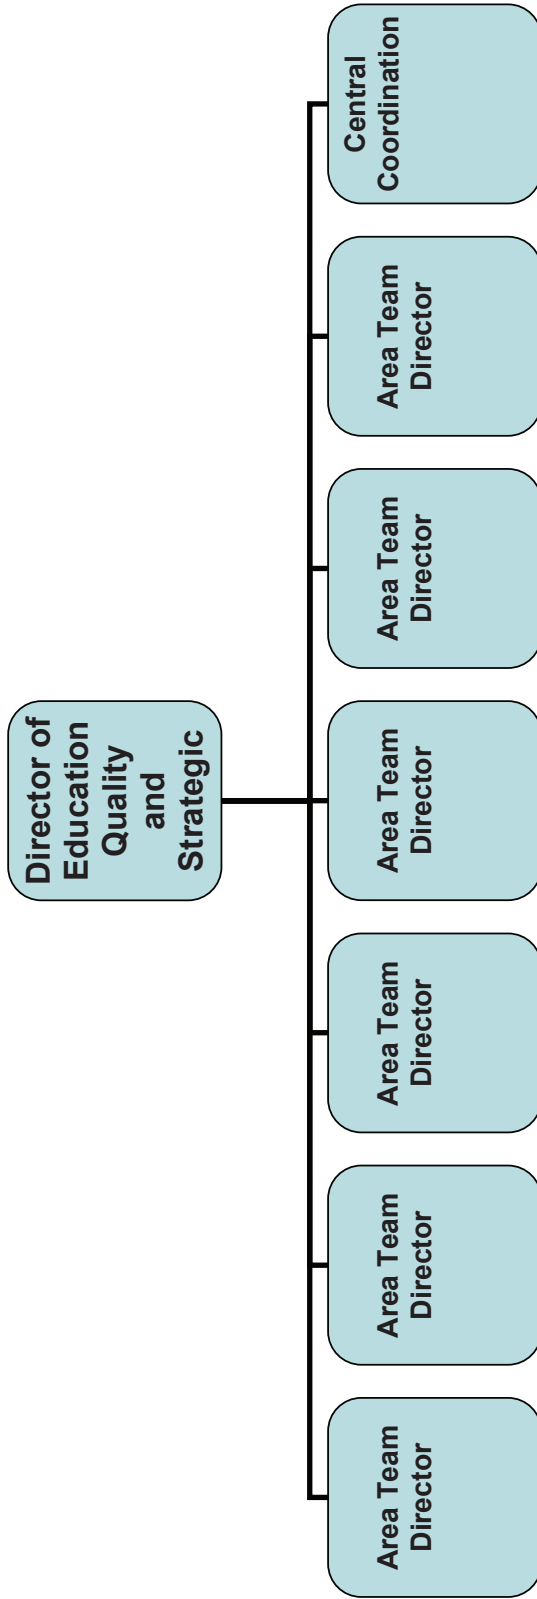 Director of
Education
Quality
and
Strategic
Area Team
Director
Area Team
Director
Area Team
Director
Area Team
Director
Area Team
Director
Area Team
Director
Central
Coordination